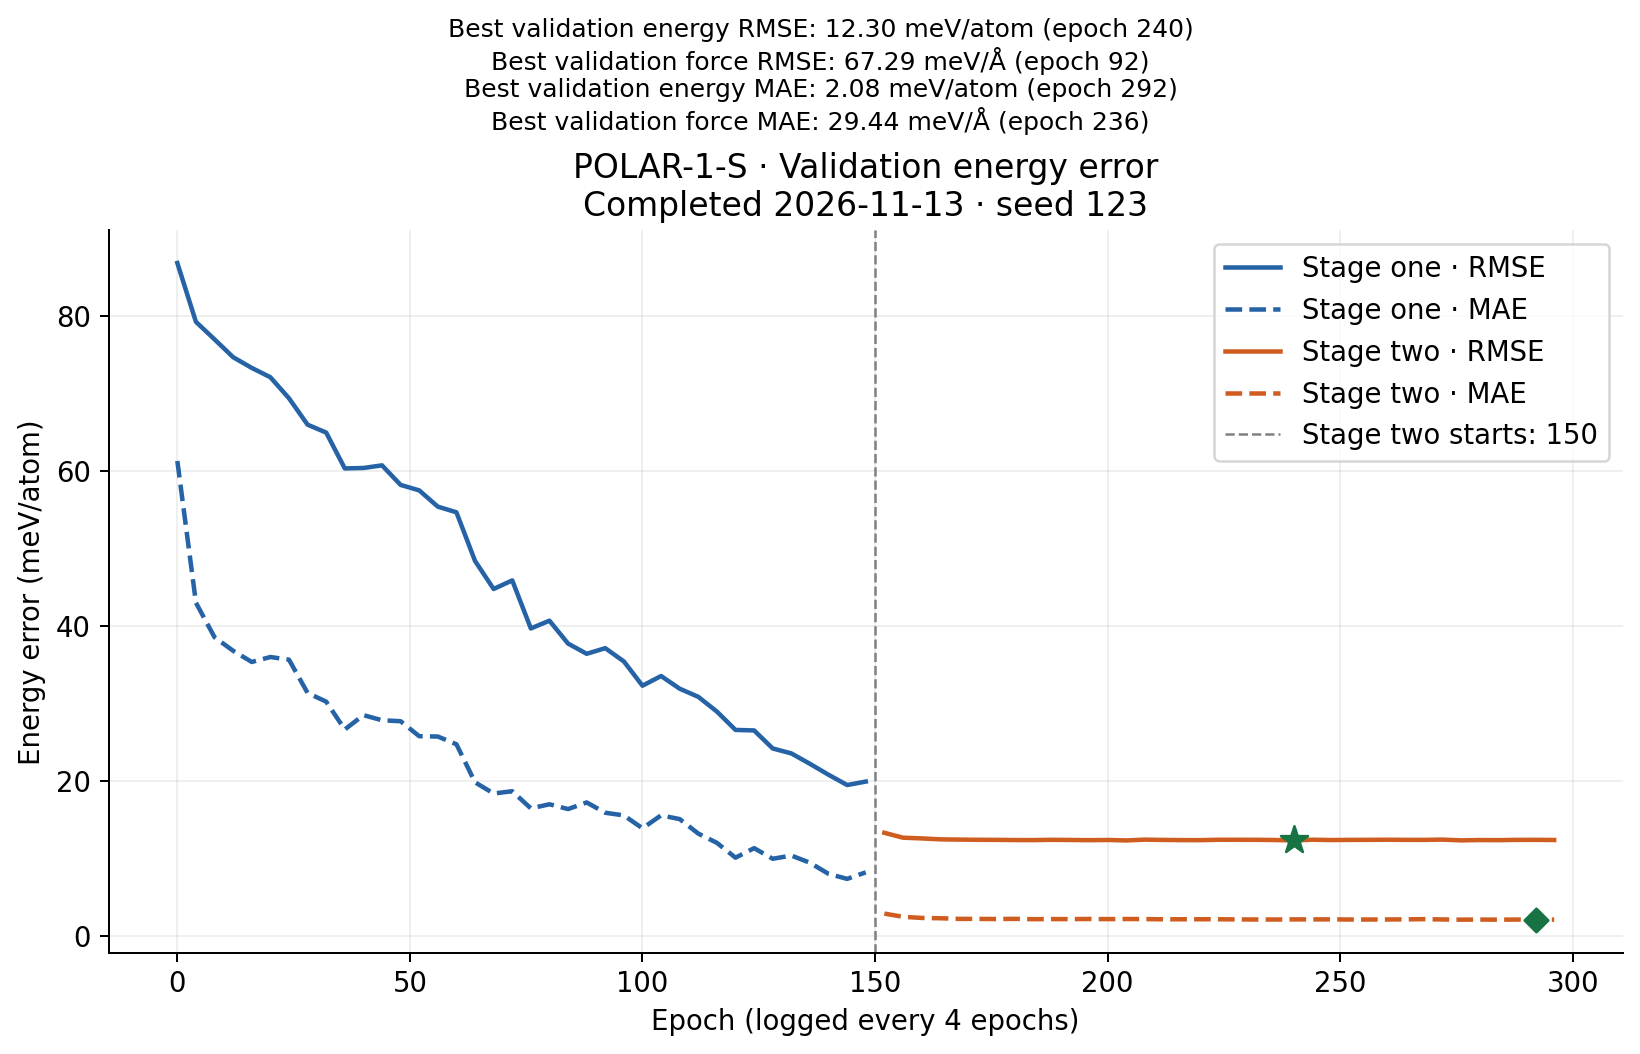 Best validation energy RMSE: 12.30 meV/atom (epoch 240)
Best validation force RMSE: 67.29 meV/Å (epoch 92)
Best validation energy MAE: 2.08 meV/atom (epoch 292)
Best validation force MAE: 29.44 meV/Å (epoch 236)
POLAR-1-S · Validation energy error
Completed 2026-11-13 · seed 123
Stage one · RMSE
Stage one · MAE
Stage two · RMSE
Stage two · MAE
Stage two starts: 150
Energy error (meV/atom)
80
60
40
20
0
0 50 100 150 200 250 300
Epoch (logged every 4 epochs)